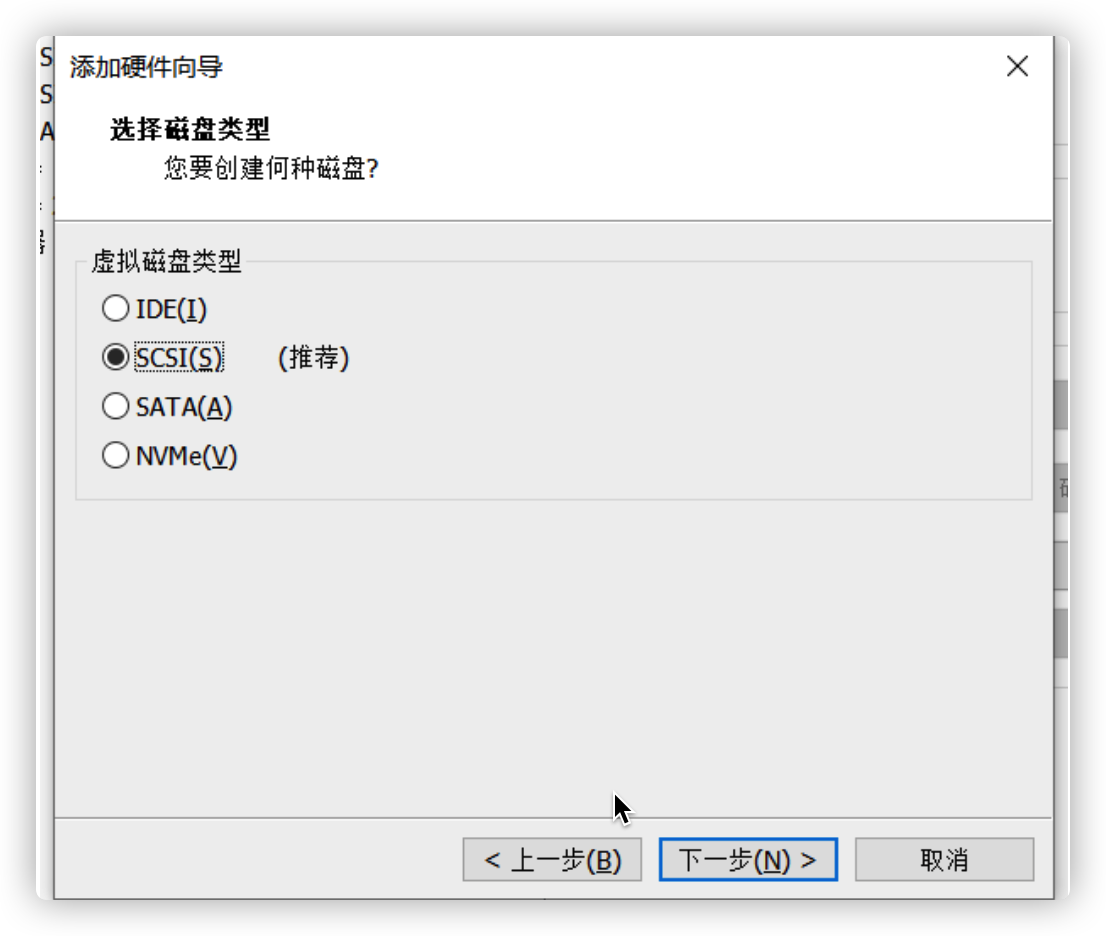 添加硬件向导
选择磁盘类型
您要创建何种磁盘?
虚拟磁盘类型
IDE(I)
SCSI(S) (推荐)
SATA(A)
NVMe(V)
< 上一步(B) 下一步(N) > 取消
S
S
A
器